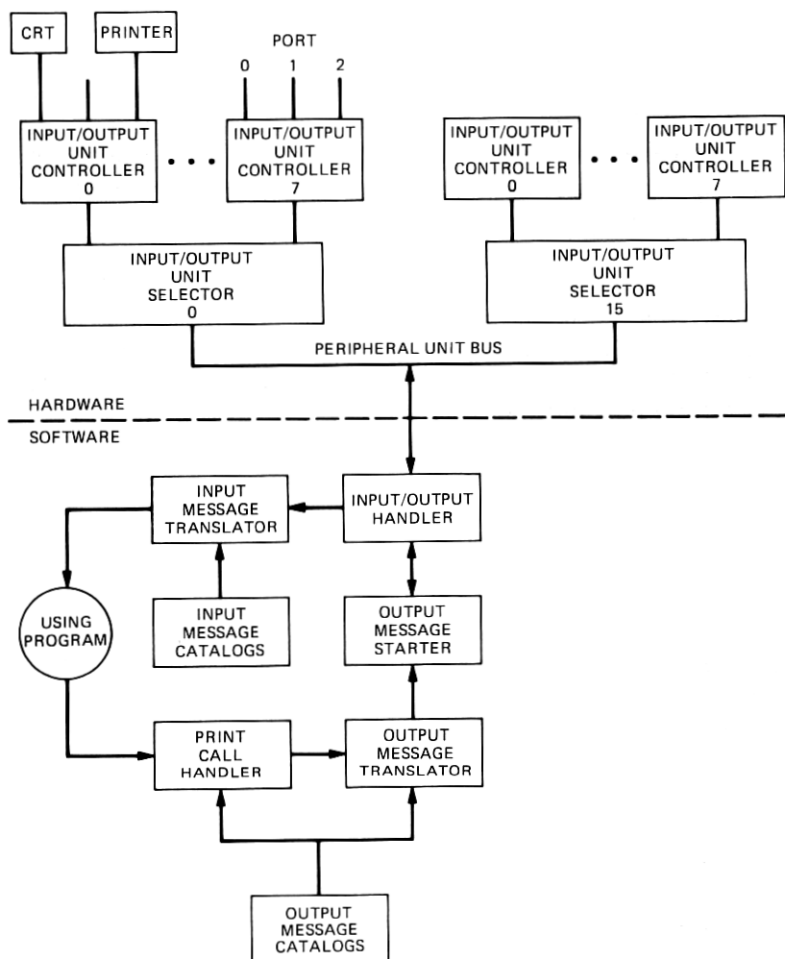 CRT
PRINTER
PORT
0 1 2
INPUT/OUTPUT
UNIT
CONTROLLER
0
INPUT/OUTPUT
UNIT
CONTROLLER
7
INPUT/OUTPUT
UNIT
CONTROLLER
0
INPUT/OUTPUT
UNIT
CONTROLLER
7
INPUT/OUTPUT
UNIT
SELECTOR
0
INPUT/OUTPUT
UNIT
SELECTOR
15
PERIPHERAL UNIT BUS
HARDWARE
SOFTWARE
INPUT
MESSAGE
TRANSLATOR
INPUT/OUTPUT
HANDLER
USING
PROGRAM
INPUT
MESSAGE
CATALOGS
OUTPUT
MESSAGE
STARTER
PRINT
CALL
HANDLER
OUTPUT
MESSAGE
TRANSLATOR
OUTPUT
MESSAGE
CATALOGS